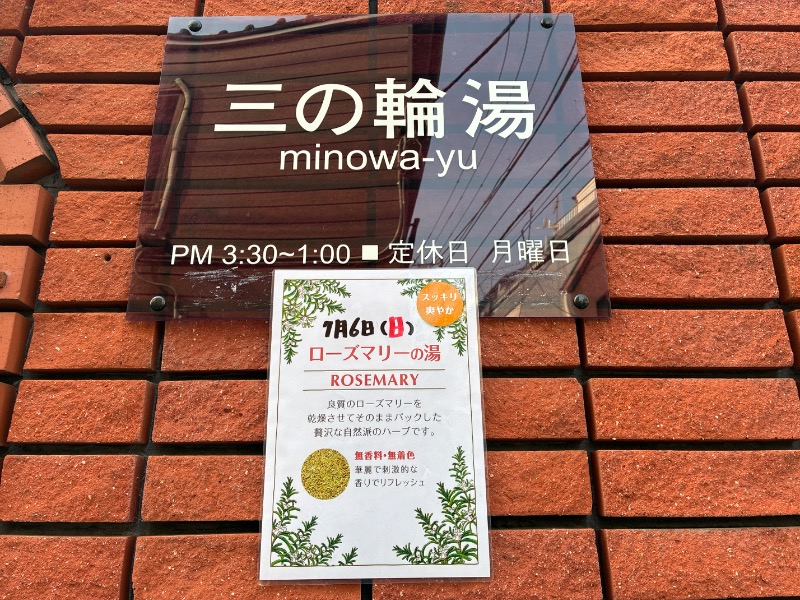 三の輪 湯
minowa-yu
PM 3:30~1:00 ■ 定休日 月曜日
スッキリ
爽やか
7月6日(日)
ローズマリーの湯
ROSEMARY
良質のローズマリーを
乾燥させてそのままパックした
贅沢な自然派のハーブです。
無香料・無着色
華麗で刺激的な
香りでリフレッシュ